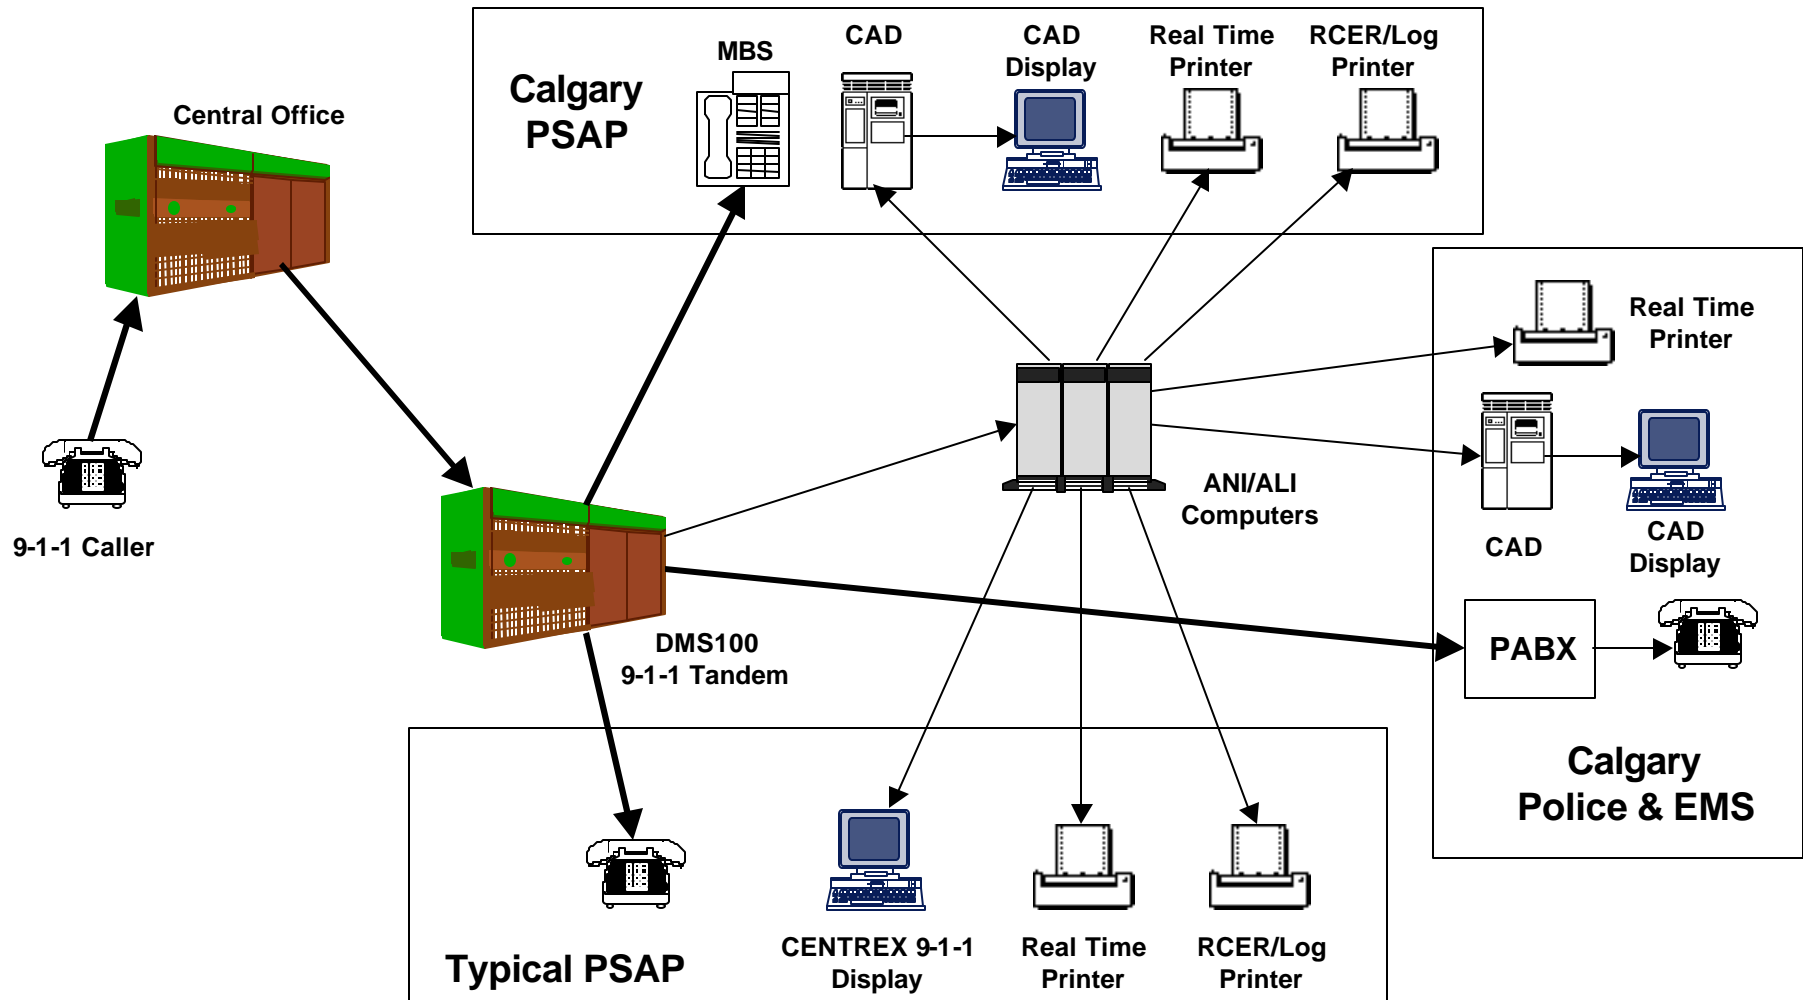 Calgary
PSAP
MBS
CAD
CAD
Display
Real Time
Printer
RCER/Log
Printer
Central Office
9-1-1 Caller
DMS100
9-1-1 Tandem
ANI/ALI
Computers
Real Time
Printer
CAD
CAD
Display
PABX
Calgary
Police & EMS
Typical PSAP
CENTREX 9-1-1
Display
Real Time
Printer
RCER/Log
Printer